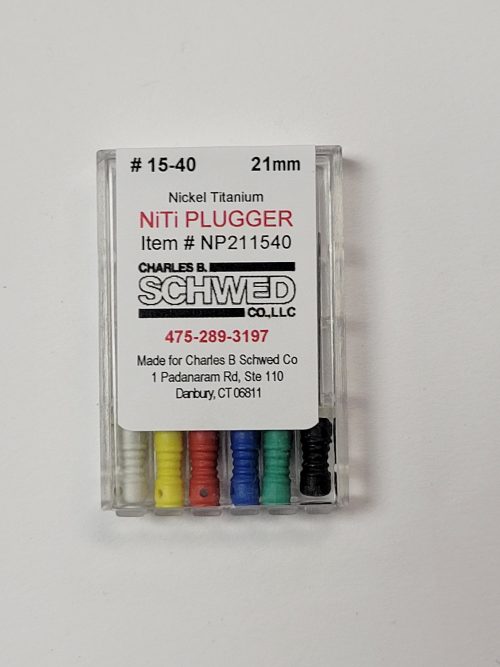 # 15-40 21mm
Nickel Titanium
NiTi PLUGGER
Item # NP211540
CHARLES B.
SCHWED
CO.,LLC
475-289-3197
Made for Charles B Schwed Co
1 Padanaram Rd, Ste 110
Danbury, CT 06811